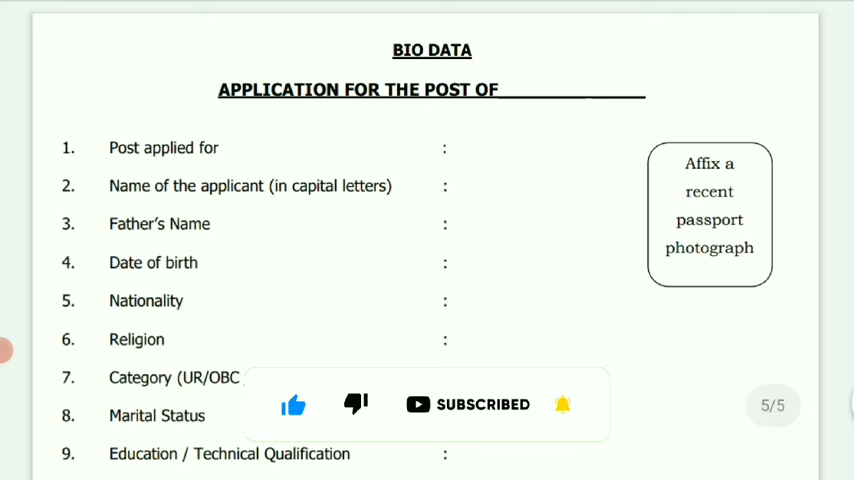 BIO DATA
APPLICATION FOR THE POST OF
1. Post applied for :
2. Name of the applicant (in capital letters) :
3. Father's Name :
4. Date of birth :
5. Nationality :
6. Religion :
7. Category (UR/OBC
8. Marital Status
9. Education / Technical Qualification :
Affix a
recent
passport
photograph
SUBSCRIBED
5/5